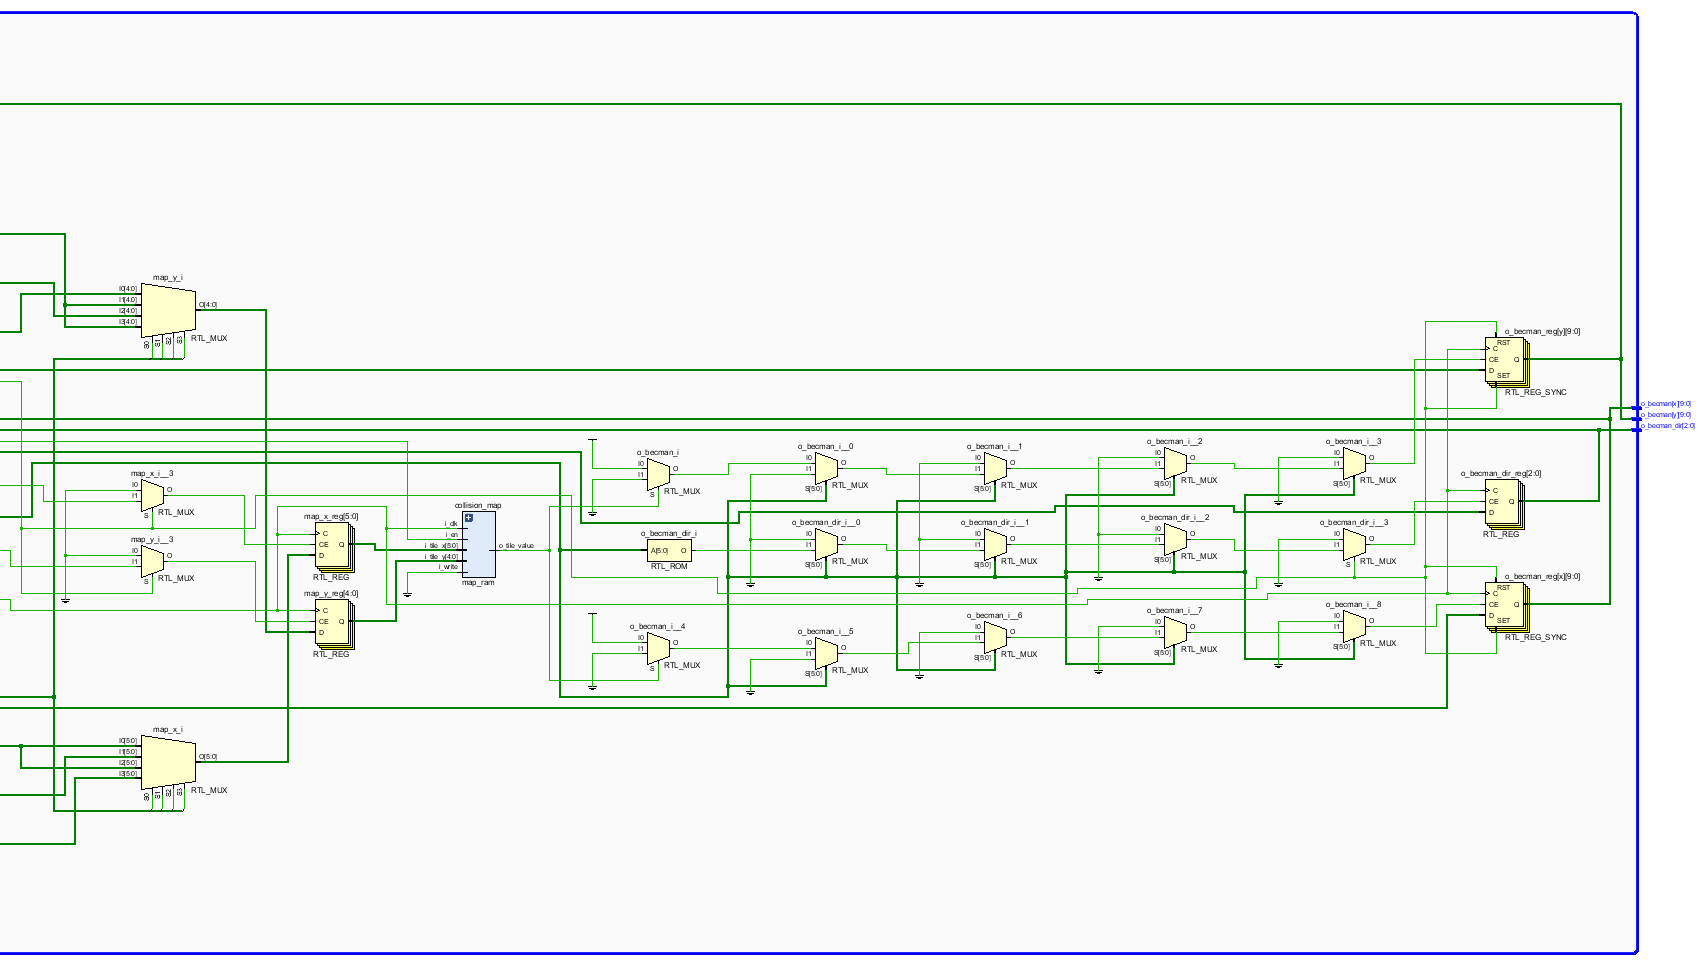 map_y_i
I0[4:0]
I1[4:0]
I2[4:0]
I3[4:0]
O[4:0]
S0
S1
S2
S3
RTL_MUX
o_becman_reg[y][9:0]
RST
C
CE
Q
D
SET
RTL_REG_SYNC
o_becman[x][9:0]
o_becman[y][9:0]
o_becman_dir[2:0]
map_x_i__3
I0
I1
O
S
RTL_MUX
map_y_i__3
I0
I1
O
S
RTL_MUX
map_x_reg[5:0]
C
CE
Q
D
RTL_REG
map_y_reg[4:0]
C
CE
Q
D
RTL_REG
collision_map
i_clk
i_en
i_tile_x[5:0]
i_tile_y[4:0]
i_write
o_tile_value
map_ram
o_becman_i
I0
I1
O
S
RTL_MUX
o_becman_i__0
I0
I1
O
S[5:0]
RTL_MUX
o_becman_i__1
I0
I1
O
S[5:0]
RTL_MUX
o_becman_i__2
I0
I1
O
S[5:0]
RTL_MUX
o_becman_i__3
I0
I1
O
S[5:0]
RTL_MUX
o_becman_dir_reg[2:0]
C
CE
Q
D
RTL_REG
o_becman_dir_i
A[5:0]
O
RTL_ROM
o_becman_dir_i__0
I0
I1
O
S[5:0]
RTL_MUX
o_becman_dir_i__1
I0
I1
O
S[5:0]
RTL_MUX
o_becman_dir_i__2
I0
I1
O
S[5:0]
RTL_MUX
o_becman_dir_i__3
I0
I1
O
S
RTL_MUX
o_becman_reg[x][9:0]
RST
C
CE
Q
D
SET
RTL_REG_SYNC
o_becman_i__4
I0
I1
O
S
RTL_MUX
o_becman_i__5
I0
I1
O
S[5:0]
RTL_MUX
o_becman_i__6
I0
I1
O
S[5:0]
RTL_MUX
o_becman_i__7
I0
I1
O
S[5:0]
RTL_MUX
o_becman_i__8
I0
I1
O
S[5:0]
RTL_MUX
map_x_i
I0[5:0]
I1[5:0]
I2[5:0]
I3[5:0]
O[5:0]
S0
S1
S2
S3
RTL_MUX